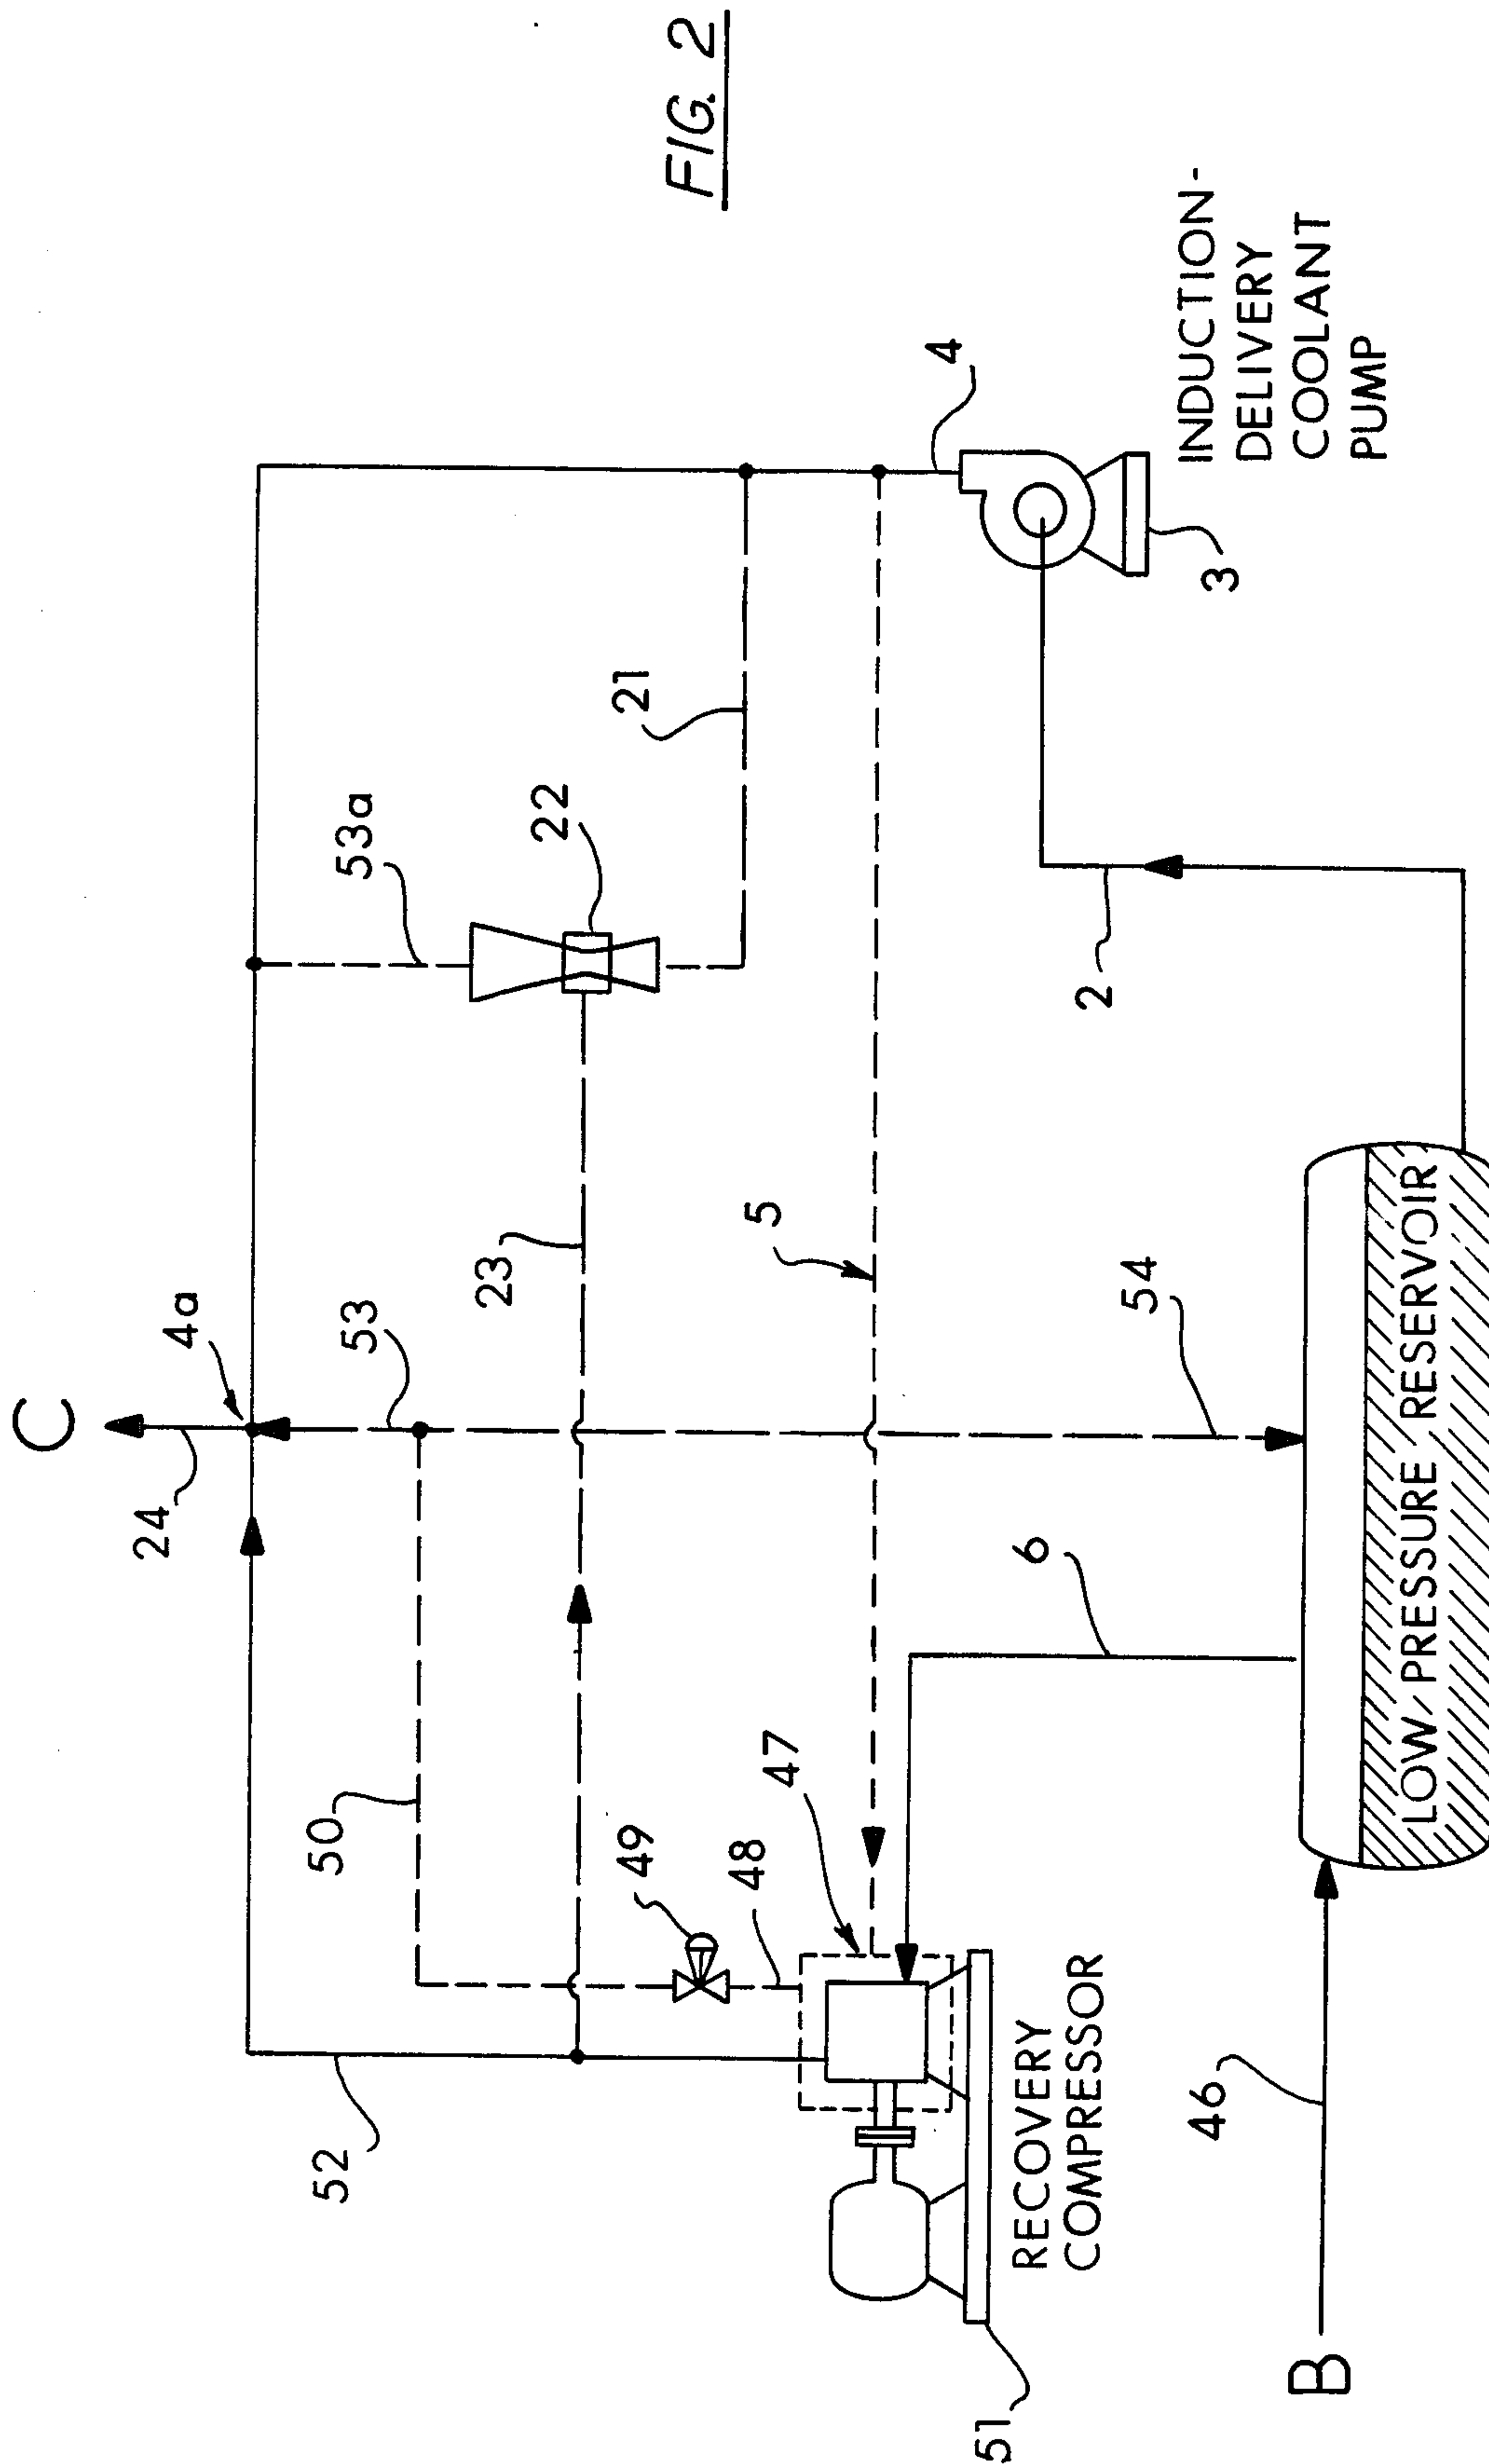 FIG. 2
C
24
4a
53
53a
50
52
23
22
21
4
49
48
47
5
6
54
2
3
51
RECOVERY
COMPRESSOR
INDUCTION-
DELIVERY
COOLANT
PUMP
46
B
LOW PRESSURE RESERVOIR